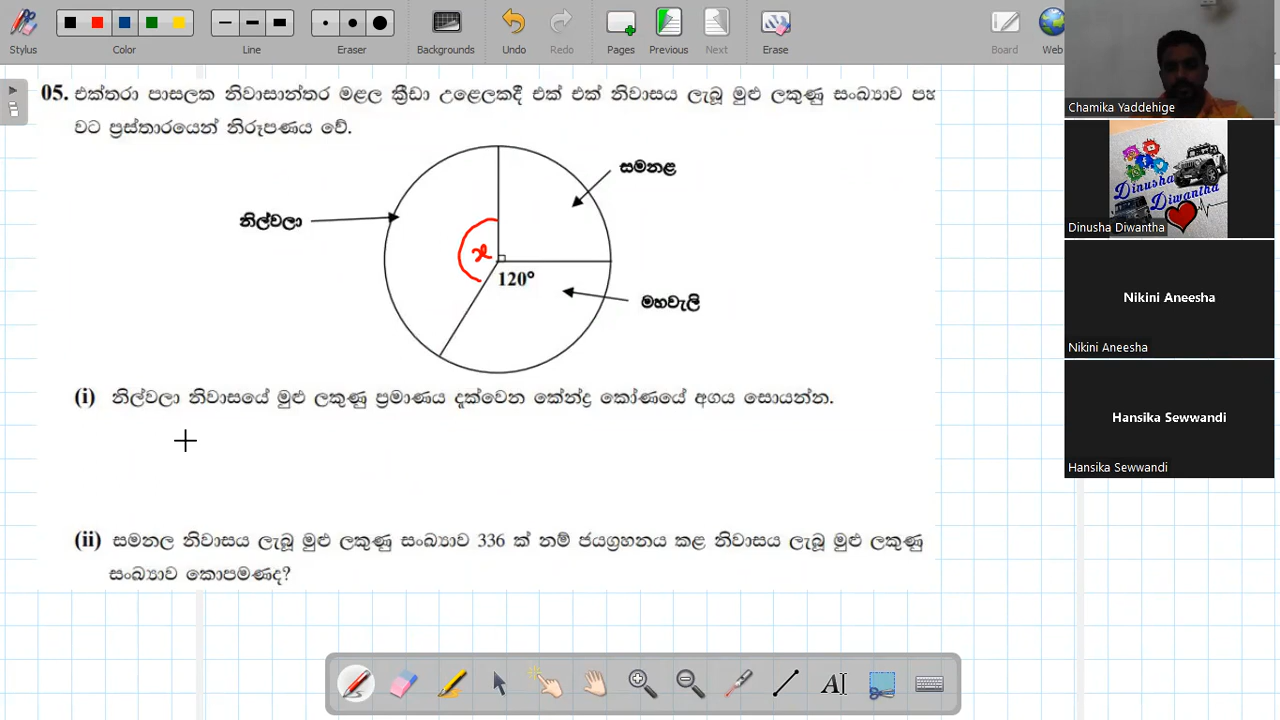 Stylus
Color
Line
Eraser
Backgrounds
Undo
Redo
Pages
Previous
Next
Erase
Board
Web
05. එක්තරා පාසලක නිවාසාන්තර මළල ක්‍රීඩා උළෙලකදී එක් එක් නිවාසය ලැබූ මුළු ලකුණු සංඛ්‍යාව පහ
වට ප්‍රස්තාරයෙන් නිරූපණය වේ.
සමනළ
නිල්වලා
x
120°
මහවැලි
(i) නිල්වලා නිවාසයේ මුළු ලකුණු ප්‍රමාණය දැක්වෙන කේන්ද්‍ර කෝණයේ අගය සොයන්න.
(ii) සමනල නිවාසය ලැබූ මුළු ලකුණු සංඛ්‍යාව 336 ක් නම් ජයග්‍රහනය කළ නිවාසය ලැබූ මුළු ලකුණු
සංඛ්‍යාව කොපමණද?
Chamika Yaddehige
Dinusha
Diwantha
Dinusha Diwantha
Nikini Aneesha
Nikini Aneesha
Hansika Sewwandi
Hansika Sewwandi